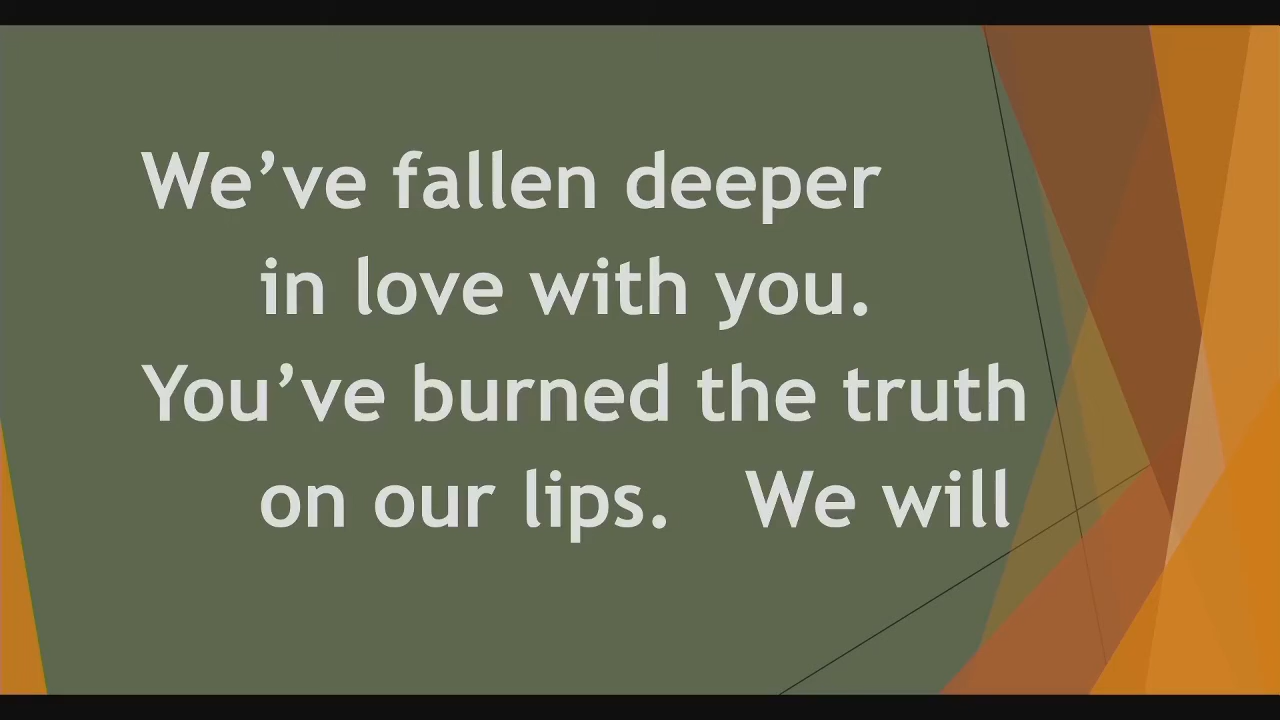 We’ve fallen deeper
in love with you.
You’ve burned the truth
on our lips. We will